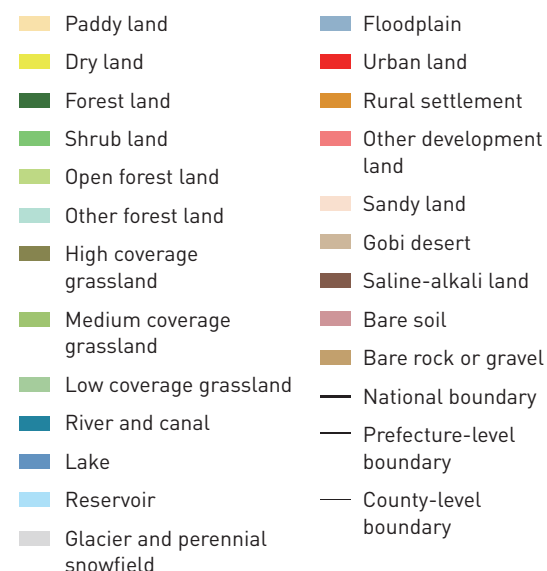 Paddy land
Dry land
Forest land
Shrub land
Open forest land
Other forest land
High coverage
grassland
Medium coverage
grassland
Low coverage grassland
River and canal
Lake
Reservoir
Glacier and perennial
snowfield
Floodplain
Urban land
Rural settlement
Other development
land
Sandy land
Gobi desert
Saline-alkali land
Bare soil
Bare rock or gravel
National boundary
Prefecture-level
boundary
County-level
boundary